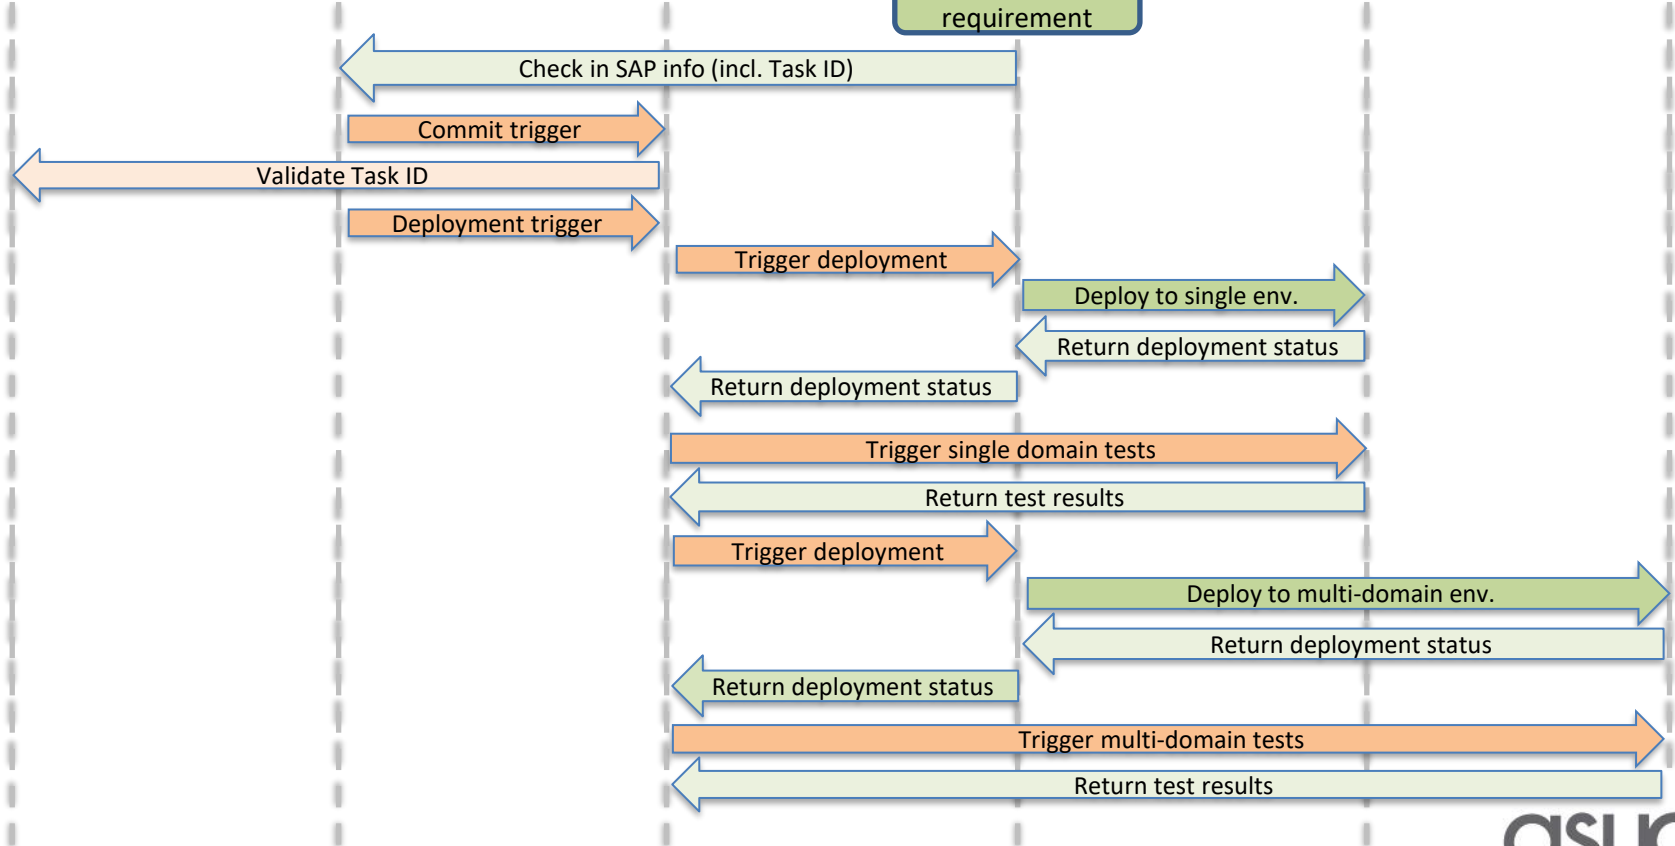 requirement
Check in SAP info (incl. Task ID)
Commit trigger
Validate Task ID
Deployment trigger
Trigger deployment
Deploy to single env.
Return deployment status
Return deployment status
Trigger single domain tests
Return test results
Trigger deployment
Deploy to multi-domain env.
Return deployment status
Return deployment status
Trigger multi-domain tests
Return test results